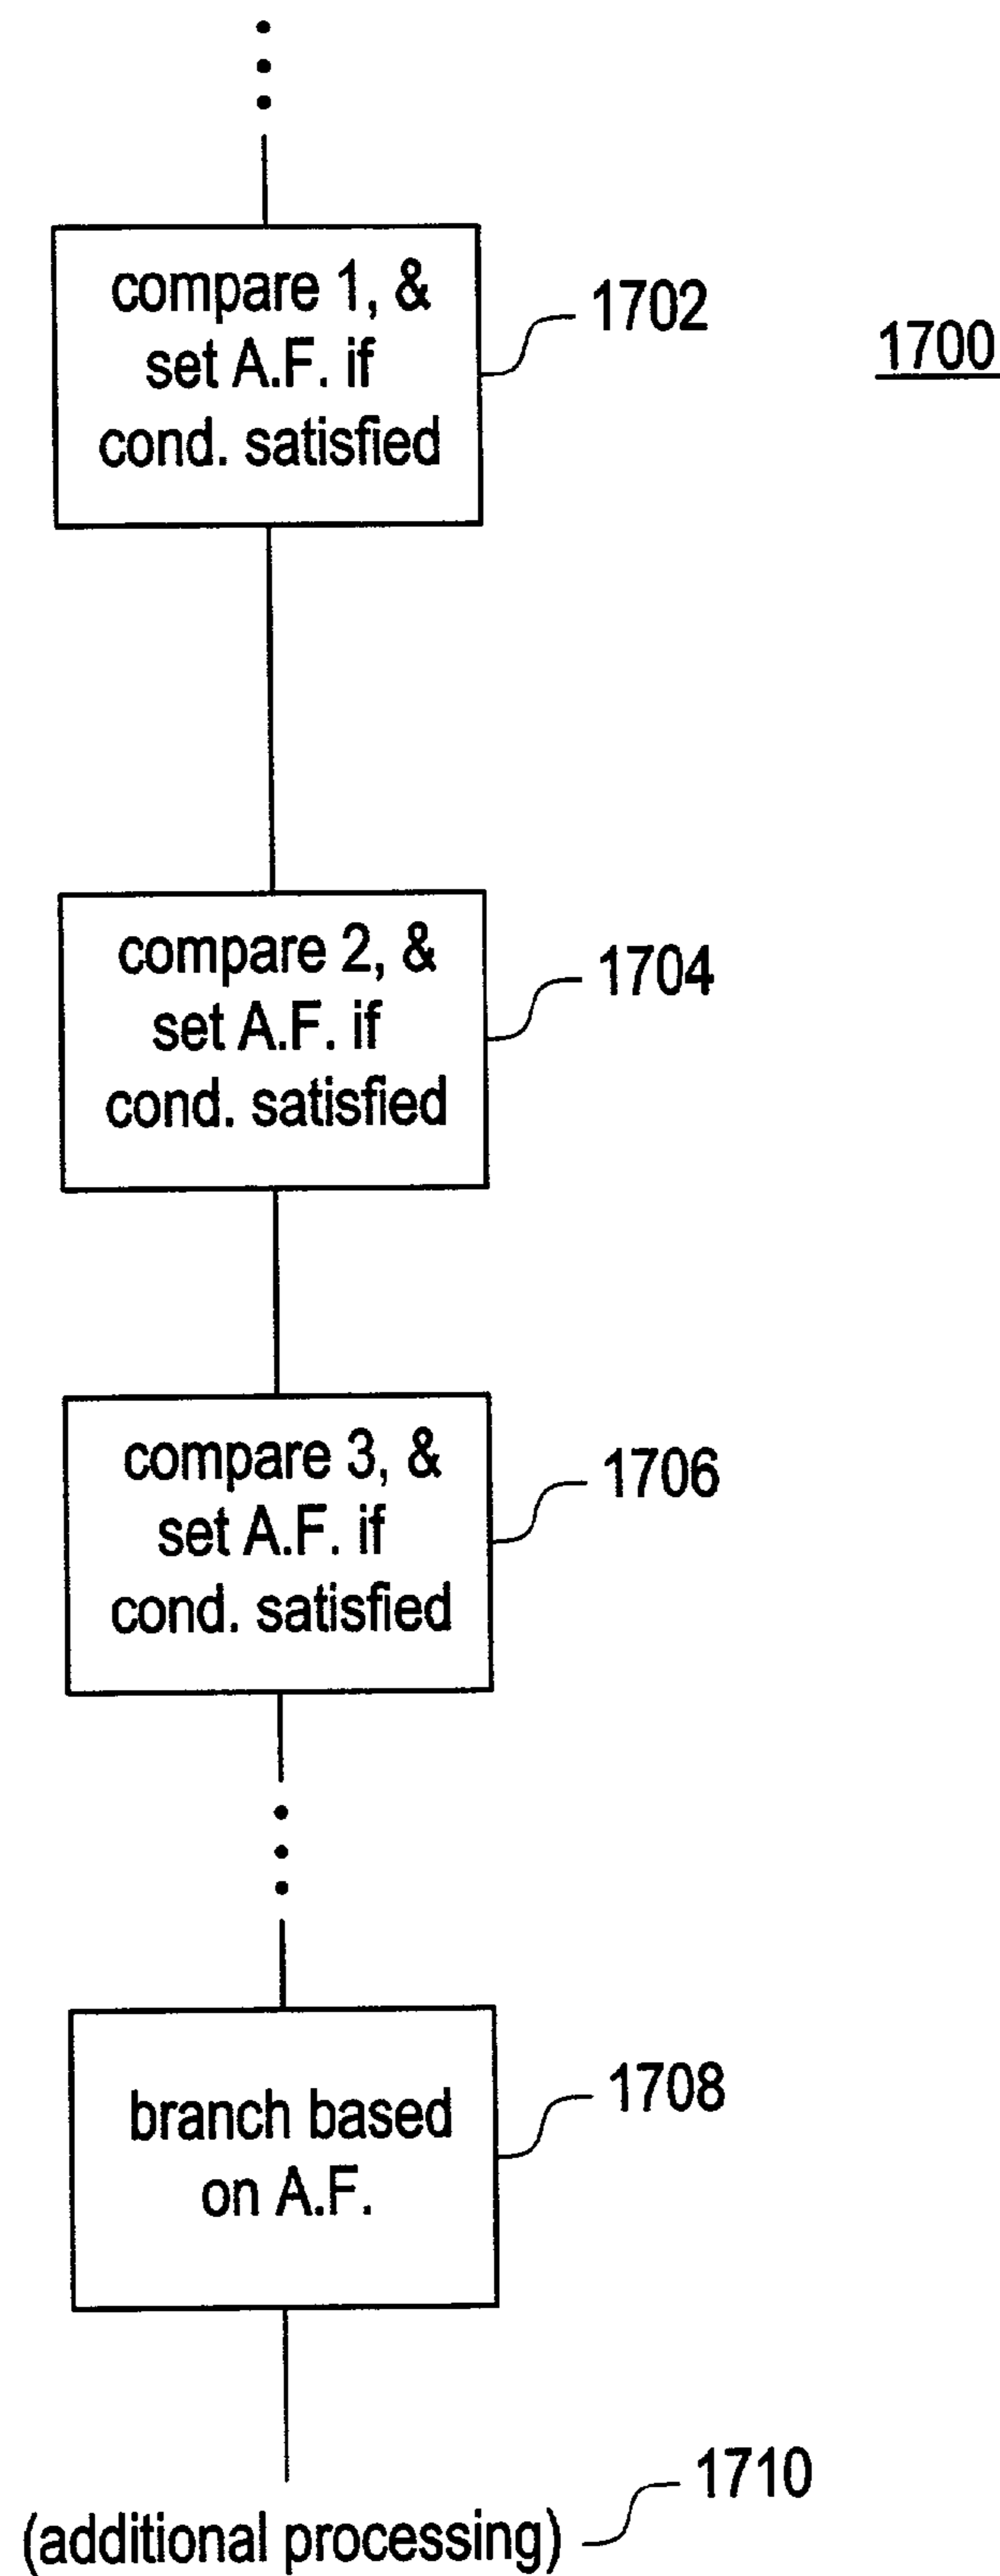 compare 1, &
set A.F. if
cond. satisfied
1702
1700
compare 2, &
set A.F. if
cond. satisfied
1704
compare 3, &
set A.F. if
cond. satisfied
1706
branch based
on A.F.
1708
(additional processing)
1710